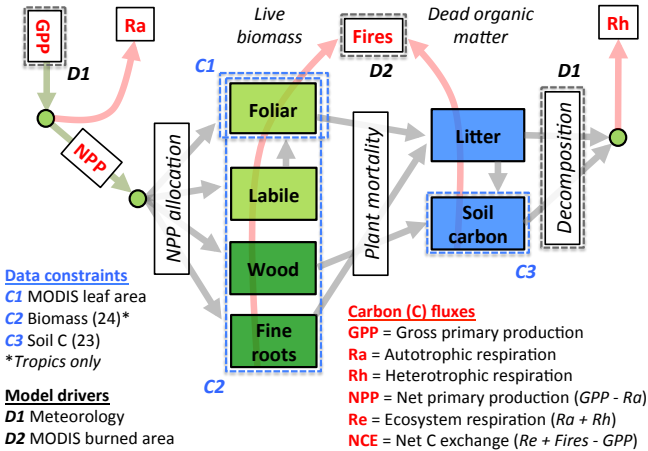 GPP
Ra
D1
NPP
NPP allocation
Live
biomass
C1
Foliar
Labile
Wood
Fine
roots
C2
Fires
D2
Plant mortality
Dead organic
matter
Litter
Soil
carbon
C3
D1
Decomposition
Rh
Data constraints
C1 MODIS leaf area
C2 Biomass (24)*
C3 Soil C (23)
*Tropics only
Model drivers
D1 Meteorology
D2 MODIS burned area
Carbon (C) fluxes
GPP = Gross primary production
Ra = Autotrophic respiration
Rh = Heterotrophic respiration
NPP = Net primary production (GPP - Ra)
Re = Ecosystem respiration (Ra + Rh)
NCE = Net C exchange (Re + Fires - GPP)